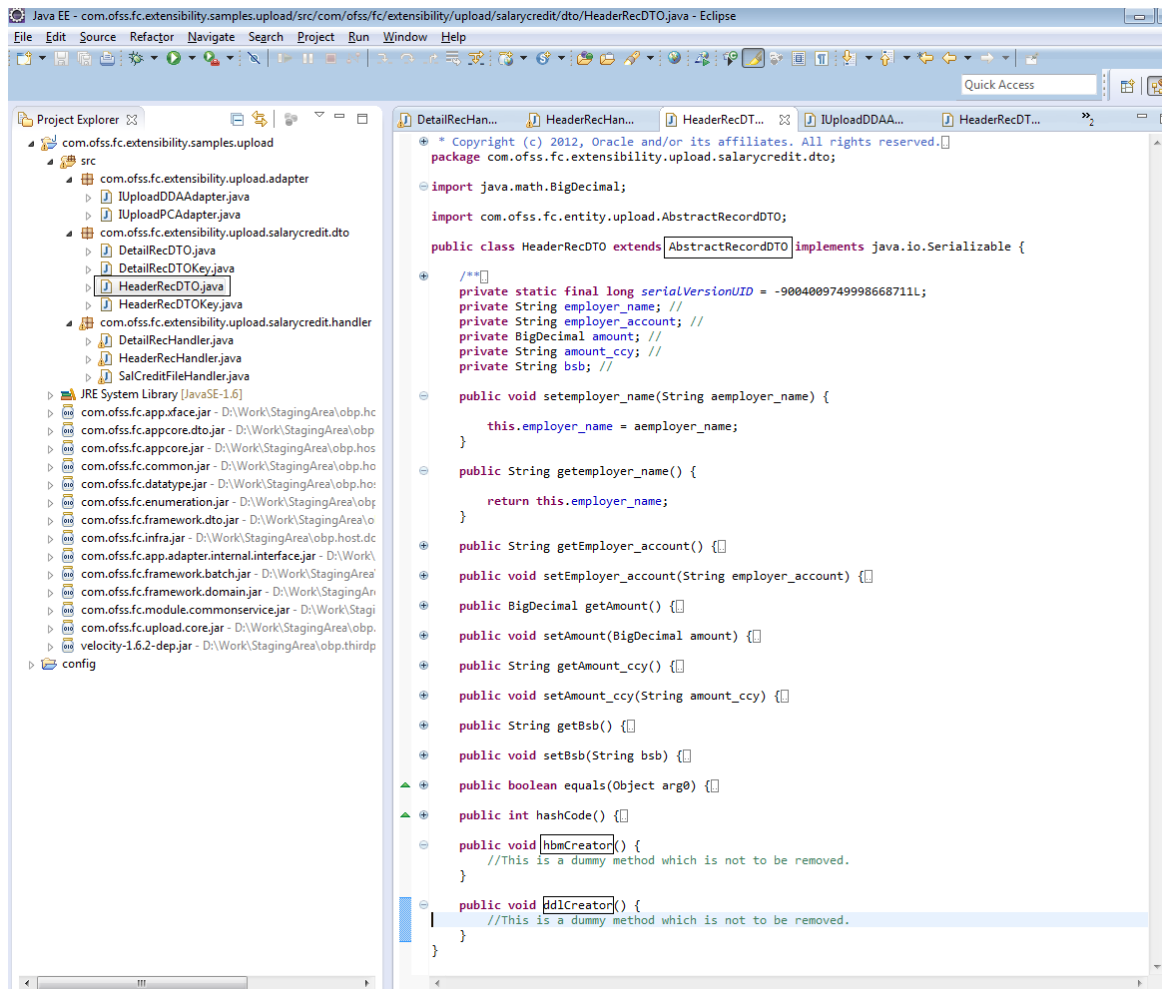 Java EE - com.ofss.fc.extensibility.samples.upload/src/com/ofss/fc/extensibility/upload/salarycredit/dto/HeaderRecDTO.java - Eclipse
File Edit Source Refactor Navigate Search Project Run Window Help
Quick Access
Project Explorer
com.ofss.fc.extensibility.samples.upload
src
com.ofss.fc.extensibility.upload.adapter
IUploadDDAAdapter.java
IUploadPCAdapter.java
com.ofss.fc.extensibility.upload.salarycredit.dto
DetailRecDTO.java
DetailRecDTOKey.java
HeaderRecDTO.java
HeaderRecDTOKey.java
com.ofss.fc.extensibility.upload.salarycredit.handler
DetailRecHandler.java
HeaderRecHandler.java
SalCreditFileHandler.java
JRE System Library [JavaSE-1.6]
com.ofss.fc.app.xface.jar - D:\Work\StagingArea\obp.hc
com.ofss.fc.appcore.dto.jar - D:\Work\StagingArea\obp
com.ofss.fc.appcore.jar - D:\Work\StagingArea\obp.hos
com.ofss.fc.common.jar - D:\Work\StagingArea\obp.ho
com.ofss.fc.datatype.jar - D:\Work\StagingArea\obp.ho
com.ofss.fc.enumeration.jar - D:\Work\StagingArea\obp
com.ofss.fc.framework.dto.jar - D:\Work\StagingArea\o
com.ofss.fc.infra.jar - D:\Work\StagingArea\obp.host.dc
com.ofss.fc.app.adapter.internal.interface.jar - D:\Work\
com.ofss.fc.framework.batch.jar - D:\Work\StagingArea
com.ofss.fc.framework.domain.jar - D:\Work\StagingAr
com.ofss.fc.module.commonservice.jar - D:\Work\Stagi
com.ofss.fc.upload.core.jar - D:\Work\StagingArea\obp.
velocity-1.6.2-dep.jar - D:\Work\StagingArea\obp.thirdp
config
DetailRecHan... HeaderRecHan... HeaderRecDT... IUploadDDAA... HeaderRecDT... »2
* Copyright (c) 2012, Oracle and/or its affiliates. All rights reserved.
package com.ofss.fc.extensibility.upload.salarycredit.dto;
import java.math.BigDecimal;
import com.ofss.fc.entity.upload.AbstractRecordDTO;
public class HeaderRecDTO extends AbstractRecordDTO implements java.io.Serializable {
/**
private static final long serialVersionUID = -9004009749998668711L;
private String employer_name; //
private String employer_account; //
private BigDecimal amount; //
private String amount_ccy; //
private String bsb; //
public void setemployer_name(String aemployer_name) {
this.employer_name = aemployer_name;
}
public String getemployer_name() {
return this.employer_name;
}
public String getEmployer_account() {
public void setEmployer_account(String employer_account) {
public BigDecimal getAmount() {
public void setAmount(BigDecimal amount) {
public String getAmount_ccy() {
public void setAmount_ccy(String amount_ccy) {
public String getBsb() {
public void setBsb(String bsb) {
public boolean equals(Object arg0) {
public int hashCode() {
public void hbmCreator() {
//This is a dummy method which is not to be removed.
}
public void ddlCreator() {
//This is a dummy method which is not to be removed.
}
}